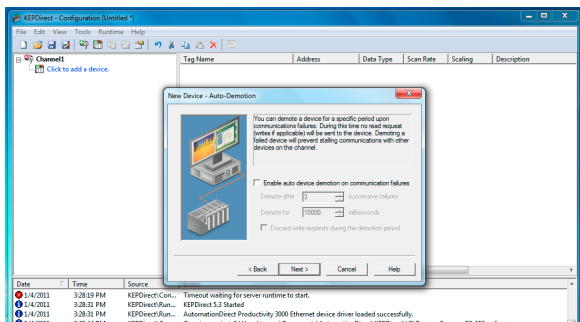 KEPDirect - Configuration [Untitled *]
File Edit View Tools Runtime Help
Channel1
Click to add a device.
Tag Name Address Data Type Scan Rate Scaling Description
New Device - Auto-Demotion
You can demote a device for a specific period upon
communications failures. During this time no read request
(writes if applicable) will be sent to the device. Demoting a
failed device will prevent stalling communications with other
devices on the channel.
Enable auto device demotion on communication failures
Demote after 3 successive failures
Demote for 10000 milliseconds
Discard write requests during the demotion period
< Back Next > Cancel Help
Date Time Source
1/4/2011 3:28:19 PM KEPDirect\Con... Timeout waiting for server runtime to start.
1/4/2011 3:28:31 PM KEPDirect\Run... KEPDirect 5.3 Started
1/4/2011 3:28:31 PM KEPDirect\Run... AutomationDirect Productivity 3000 Ethernet device driver loaded successfully.